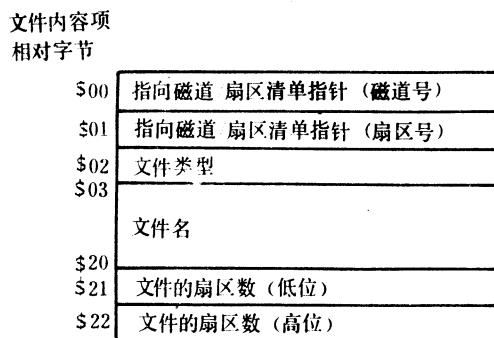 文件内容项
相对字节
$00 指向磁道 扇区清单指针（磁道号）
$01 指向磁道 扇区清单指针（扇区号）
$02 文件类型
$03
文件名
$20
$21 文件的扇区数（低位）
$22 文件的扇区数（高位）